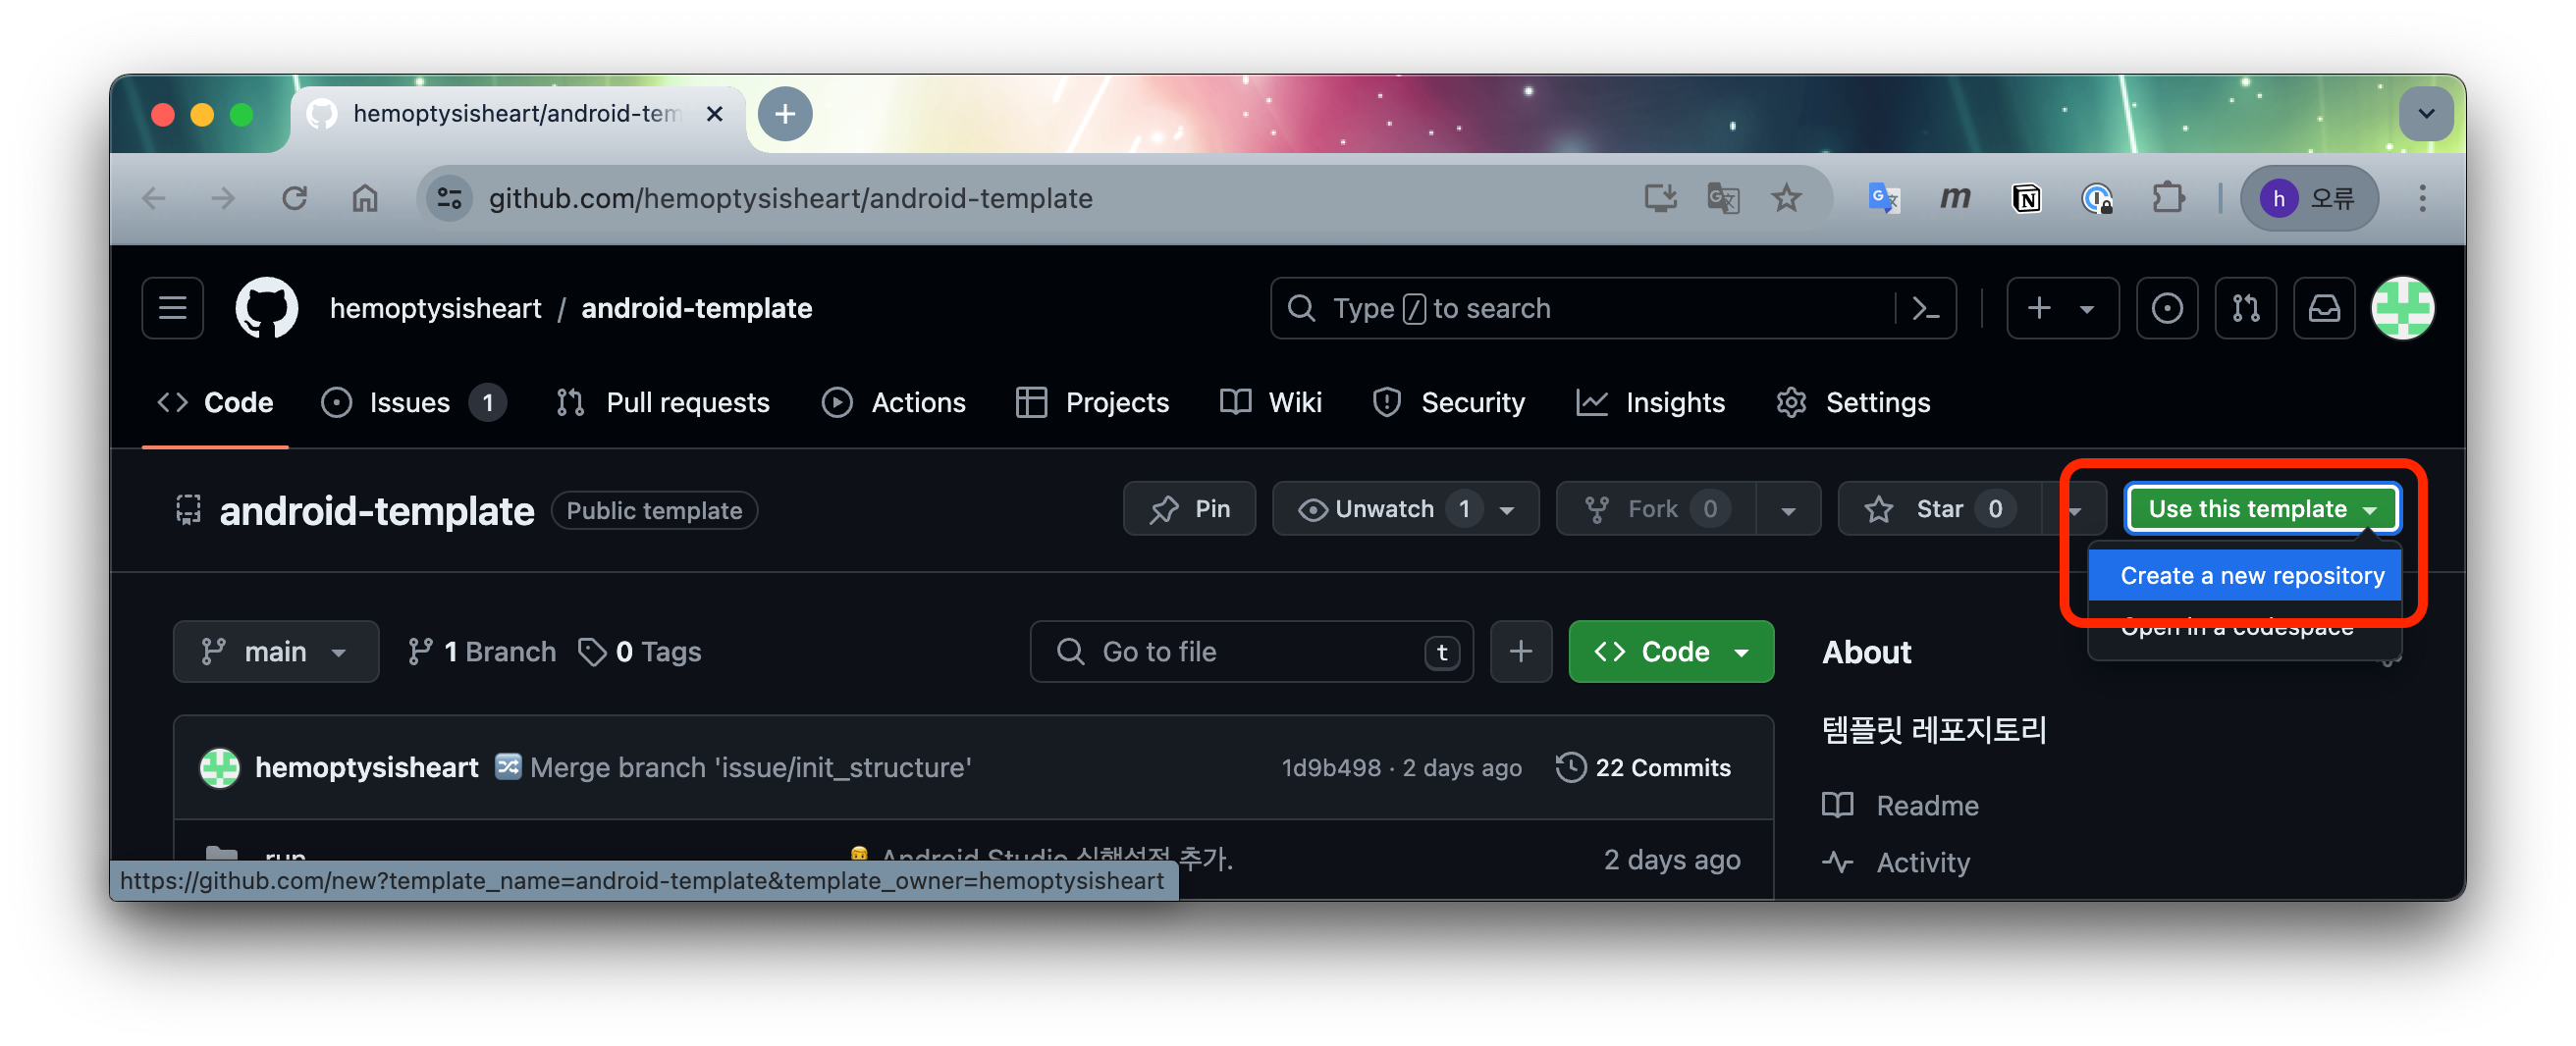 hemoptysisheart/android-tem
github.com/hemoptysisheart/android-template
h 오류
hemoptysisheart / android-template
Type / to search
Code
Issues 1
Pull requests
Actions
Projects
Wiki
Security
Insights
Settings
android-template
Public template
Pin
Unwatch 1
Fork 0
Star 0
Use this template
Create a new repository
Open in a codespace
main
1 Branch
0 Tags
Go to file t
Code
About
템플릿 레포지토리
hemoptysisheart Merge branch 'issue/init_structure'
1d9b498 · 2 days ago
22 Commits
Readme
run
Android Studio 실행설정 추가.
2 days ago
Activity
https://github.com/new?template_name=android-template&template_owner=hemoptysisheart